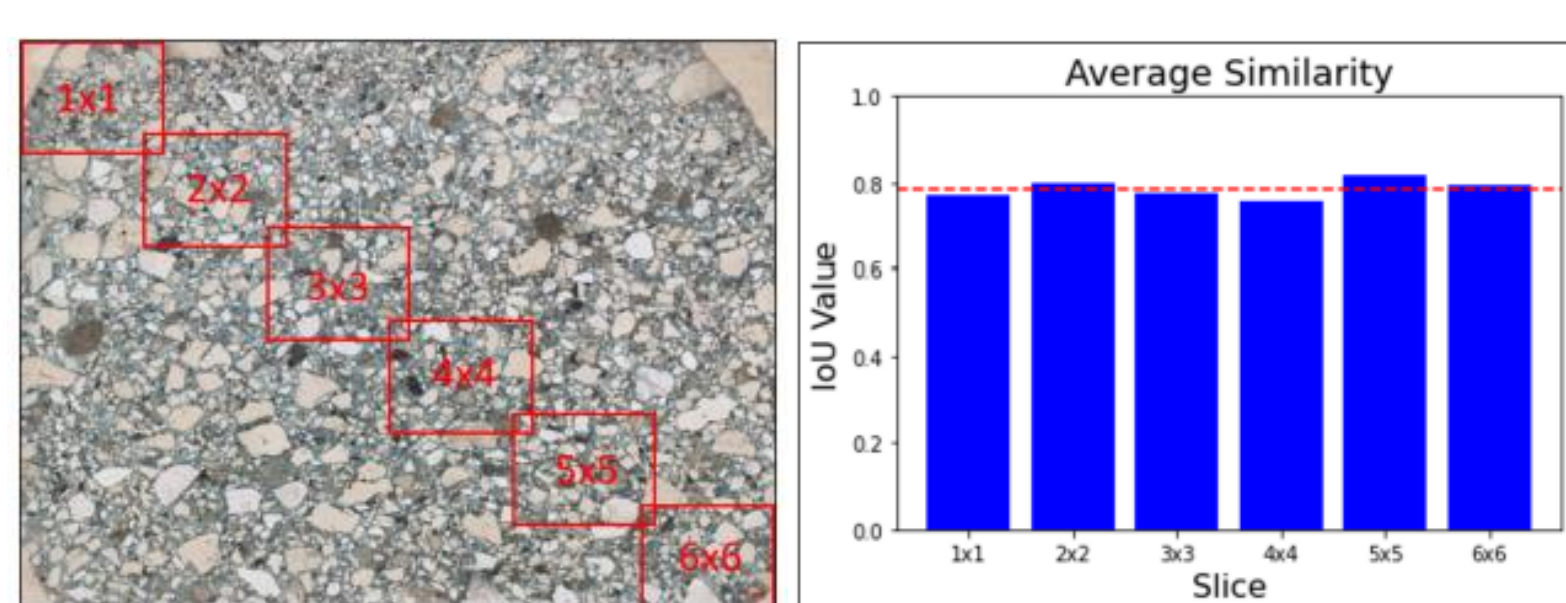 1x1
2x2
3x3
4x4
5x5
6x6
Average Similarity
1.0
0.8
0.6
0.4
0.2
0.0
IoU Value
1x1 2x2 3x3 4x4 5x5 6x6
Slice